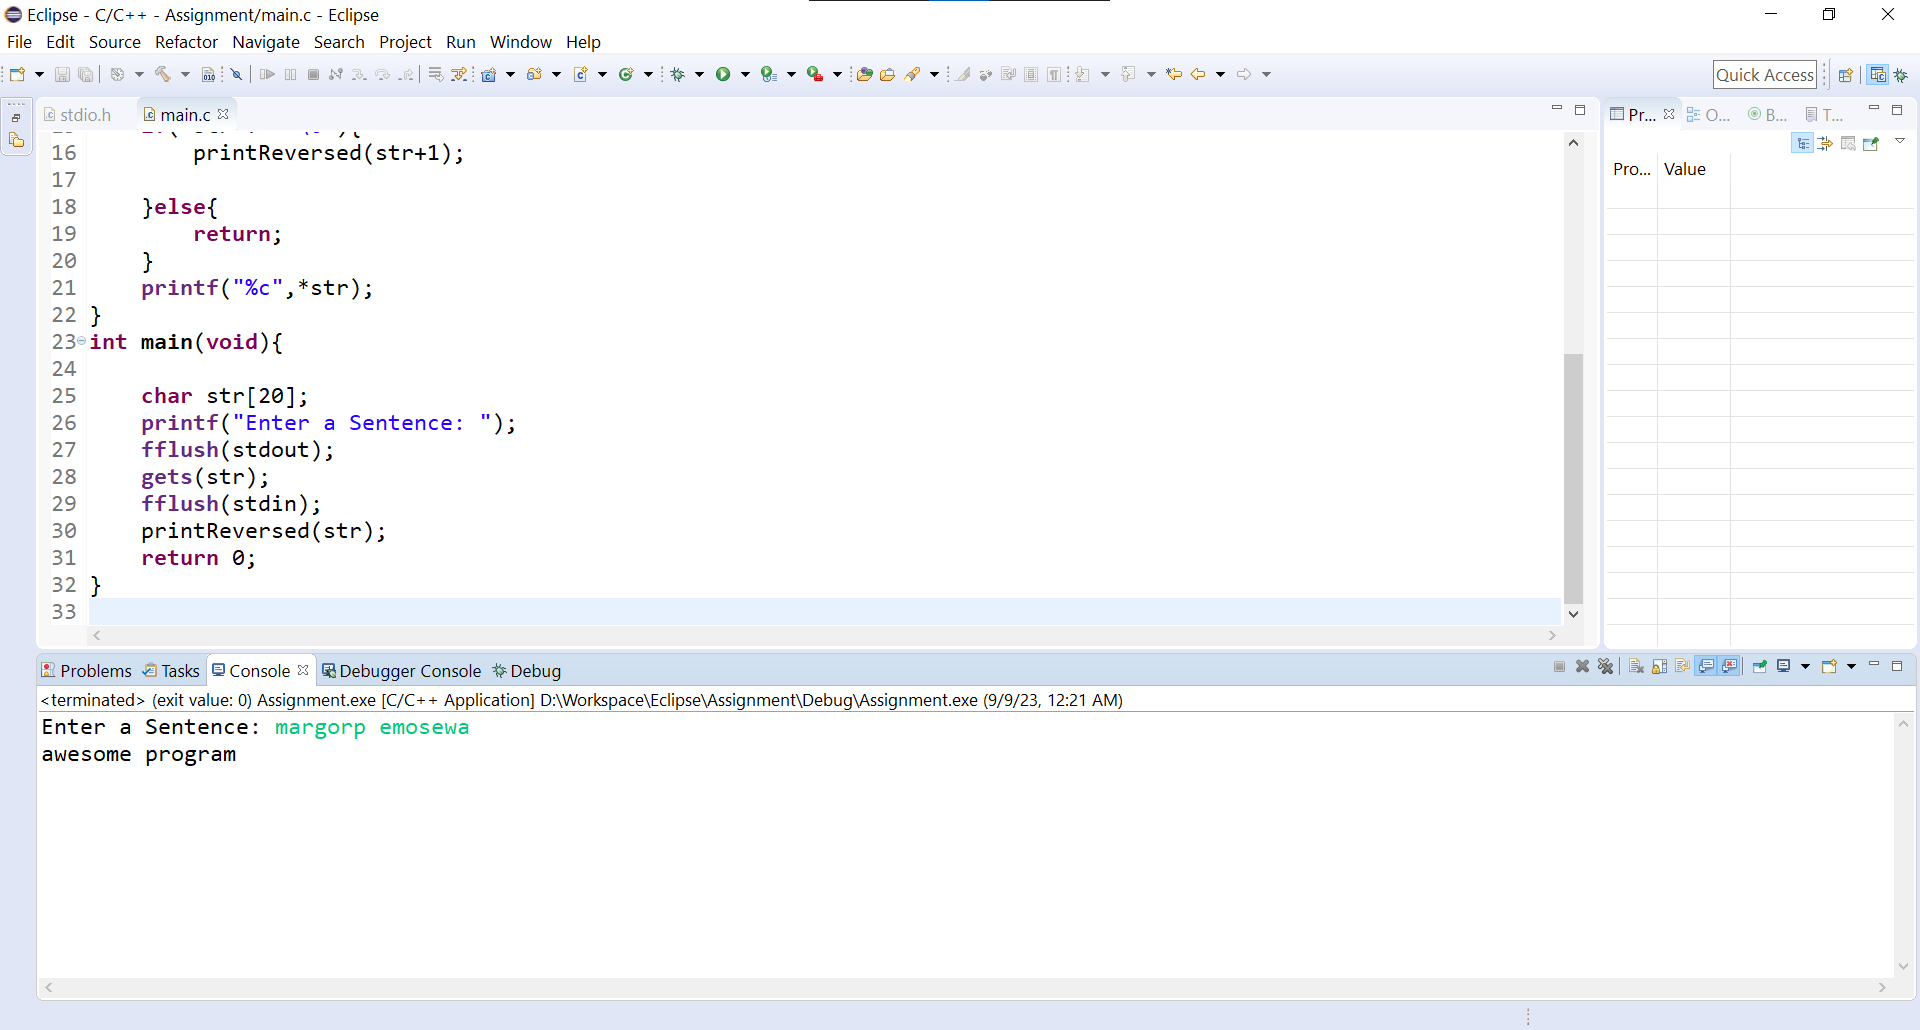 Eclipse - C/C++ - Assignment/main.c - Eclipse
File Edit Source Refactor Navigate Search Project Run Window Help
Quick Access
stdio.h main.c
Pr... O... B... T...
16 printReversed(str+1);
17
18 }else{
19 return;
20 }
21 printf("%c",*str);
22 }
23 int main(void){
24
25 char str[20];
26 printf("Enter a Sentence: ");
27 fflush(stdout);
28 gets(str);
29 fflush(stdin);
30 printReversed(str);
31 return 0;
32 }
33
Pro... Value
Problems Tasks Console Debugger Console Debug
<terminated> (exit value: 0) Assignment.exe [C/C++ Application] D:\Workspace\Eclipse\Assignment\Debug\Assignment.exe (9/9/23, 12:21 AM)
Enter a Sentence: margorp emosewa
awesome program